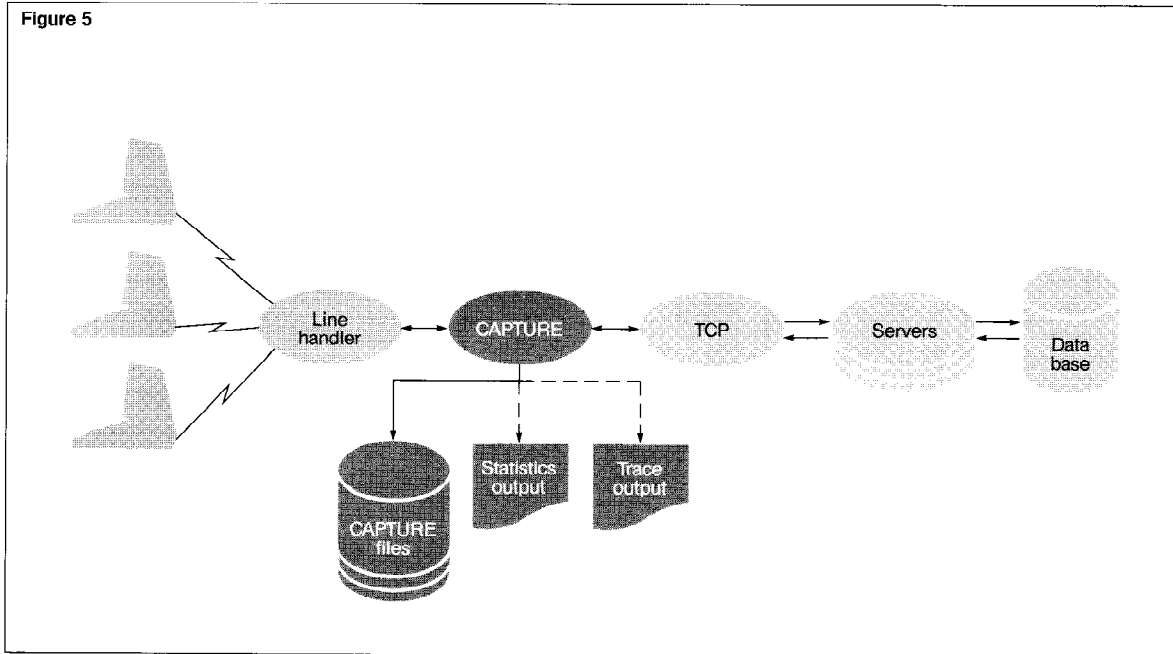 Figure 5
Line
handler
CAPTURE
TCP
Servers
Data
base
Statistics
output
Trace
output
CAPTURE
files